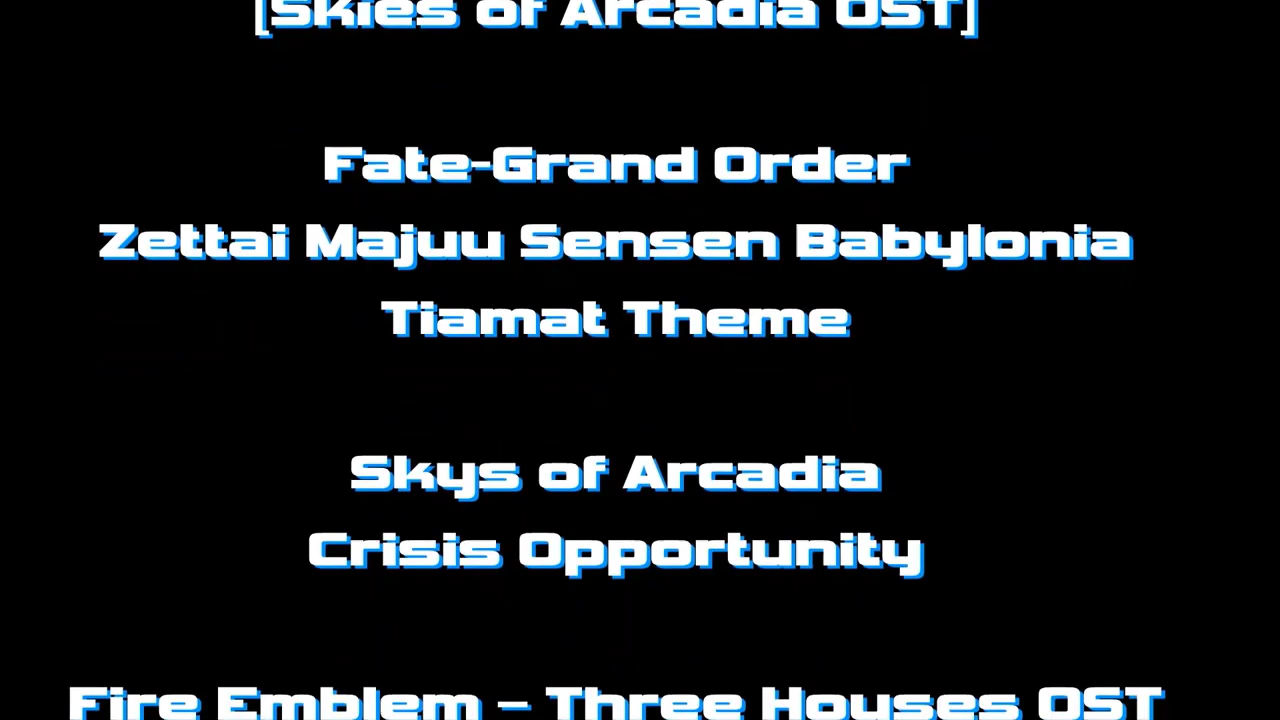 [Skies of Arcadia OST]
Fate-Grand Order
Zettai Majuu Sensen Babylonia
Tiamat Theme
Skys of Arcadia
Crisis Opportunity
Fire Emblem – Three Houses OST